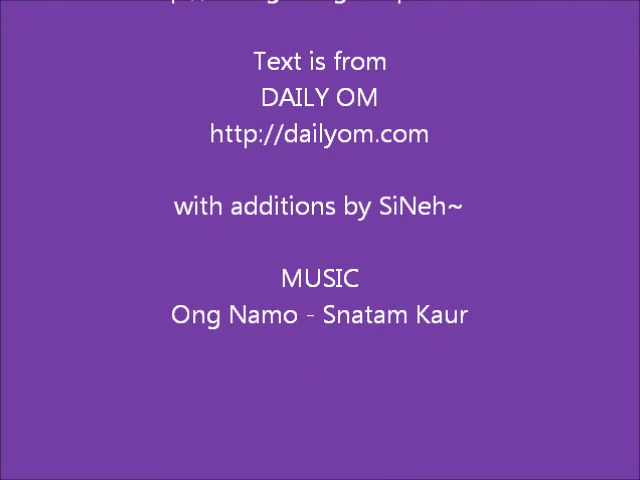 Text is from
DAILY OM
http://dailyom.com
with additions by SiNeh~
MUSIC
Ong Namo - Snatam Kaur